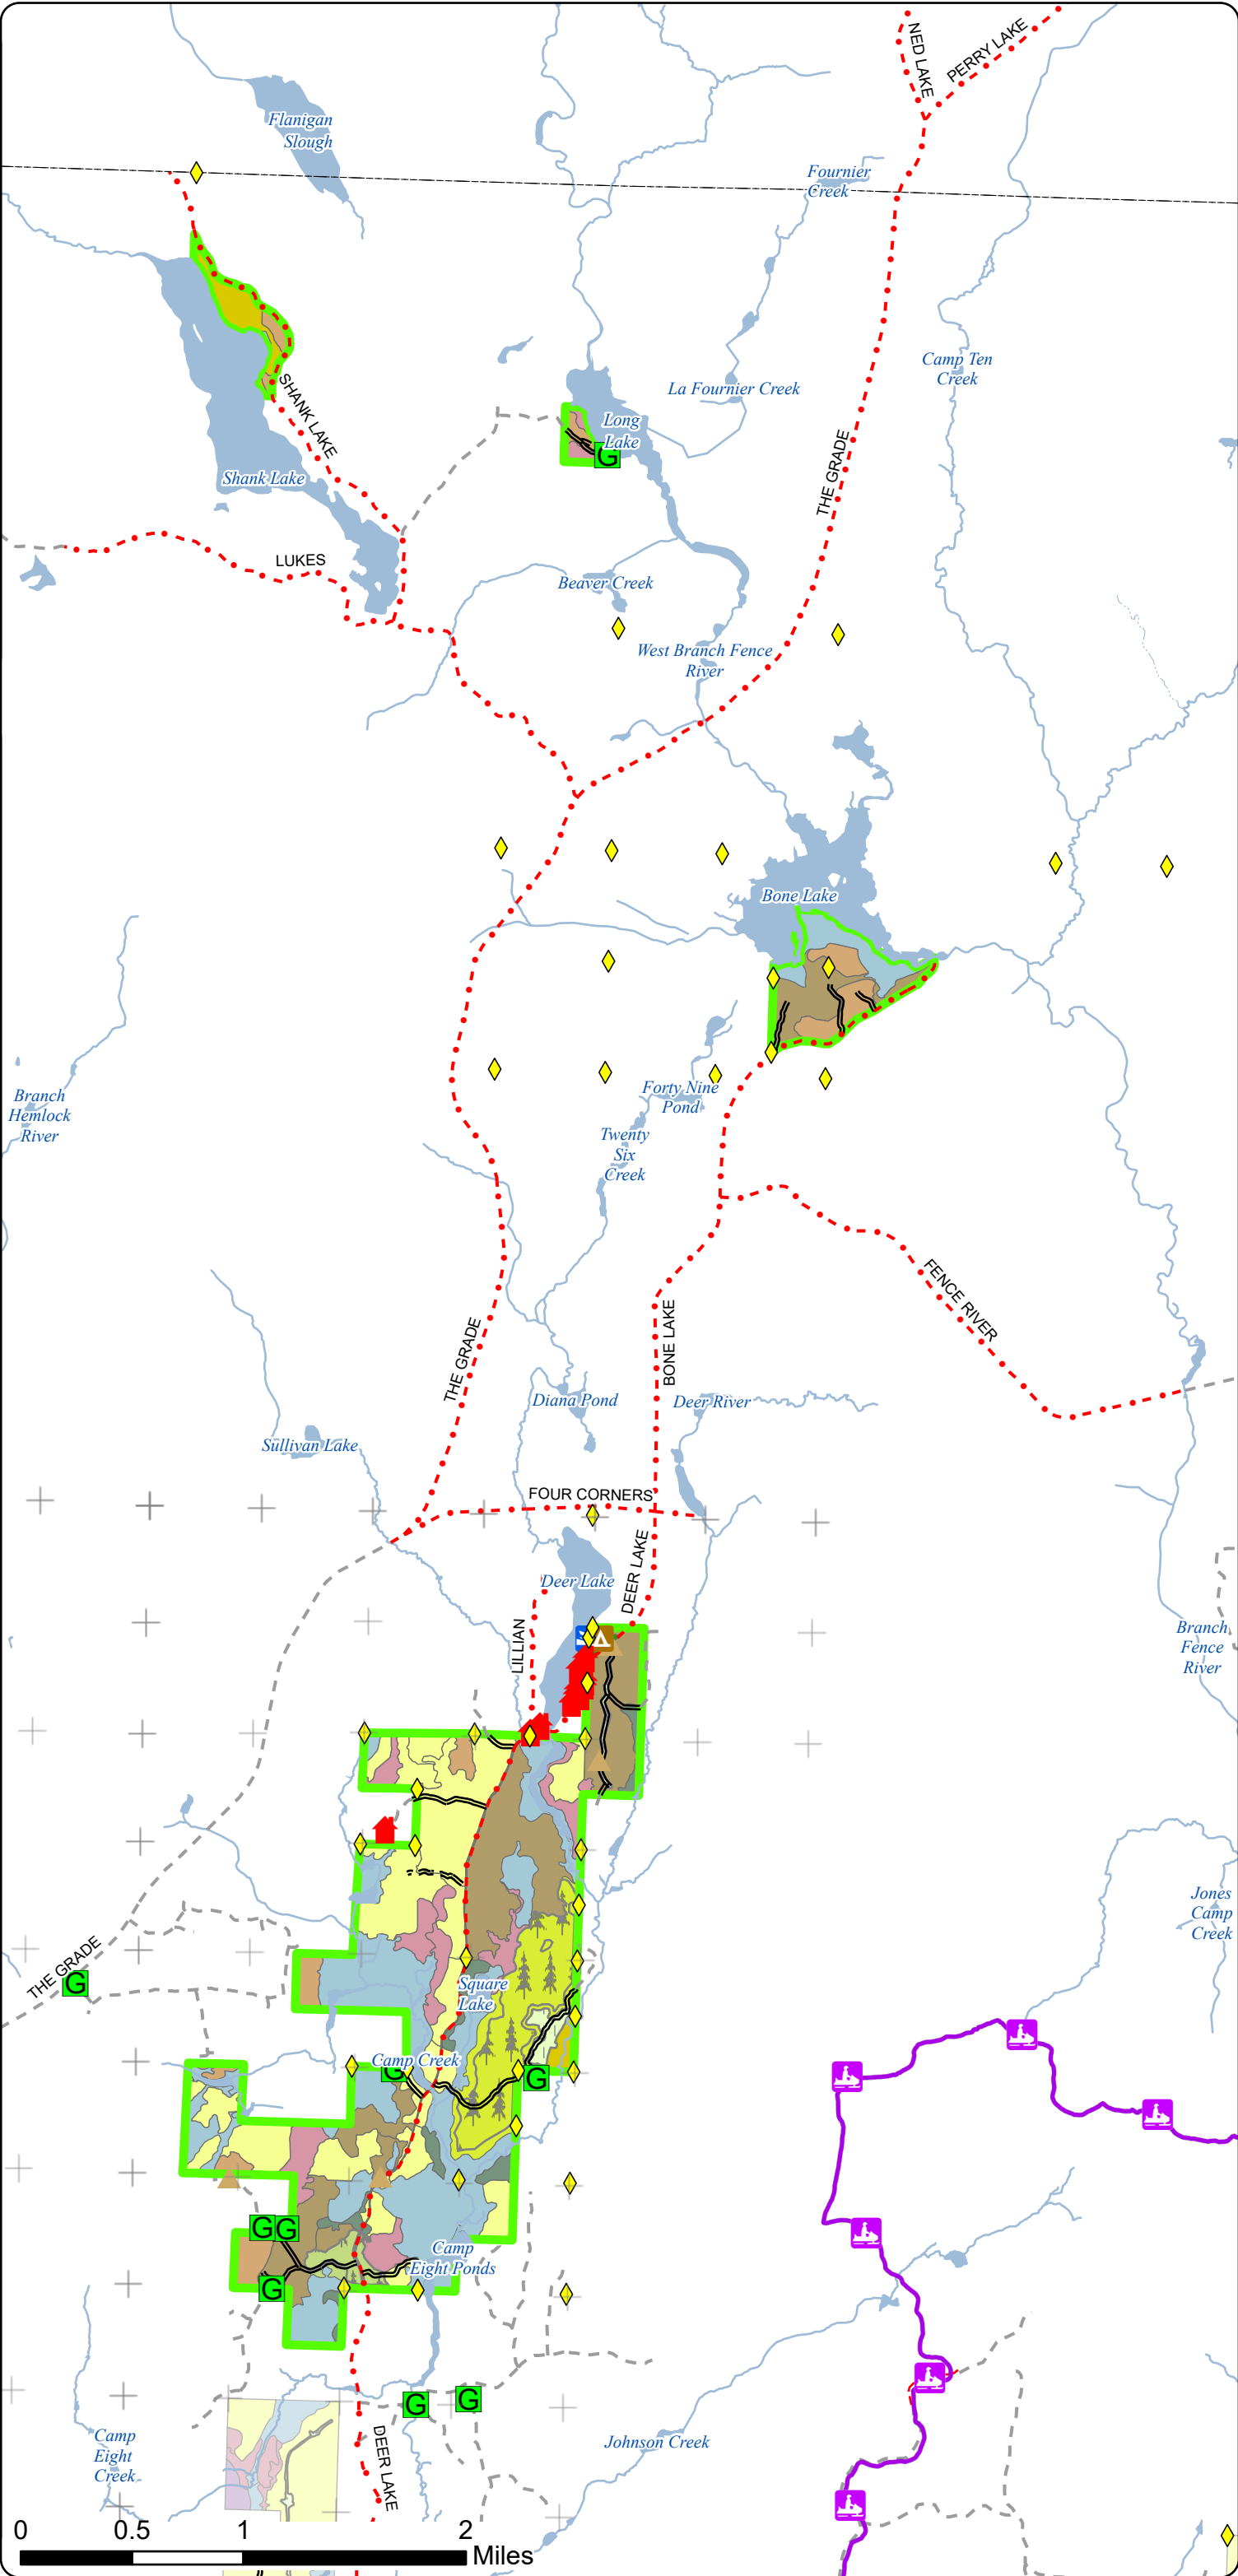 NED LAKE
PERRY LAKE
Flanigan
Slough
Fournier
Creek
Camp Ten
Creek
La Fournier Creek
SHANK LAKE
Long
Lake
G
THE GRADE
Shank Lake
LUKES
Beaver Creek
West Branch Fence
River
Bone Lake
Branch
Hemlock
River
Forty Nine
Pond
Twenty
Six
Creek
FENCE RIVER
BONE LAKE
THE GRADE
Diana Pond
Deer River
Sullivan Lake
FOUR CORNERS
Deer Lake
DEER LAKE
LILLIAN
Branch
Fence
River
Jones
Camp
Creek
THE GRADE
G
Square
Lake
Camp Creek
G
G
G
G
Camp
Eight Ponds
G
G
G
Camp
Eight
Creek
DEER LAKE
Johnson Creek
0 0.5 1 2
Miles